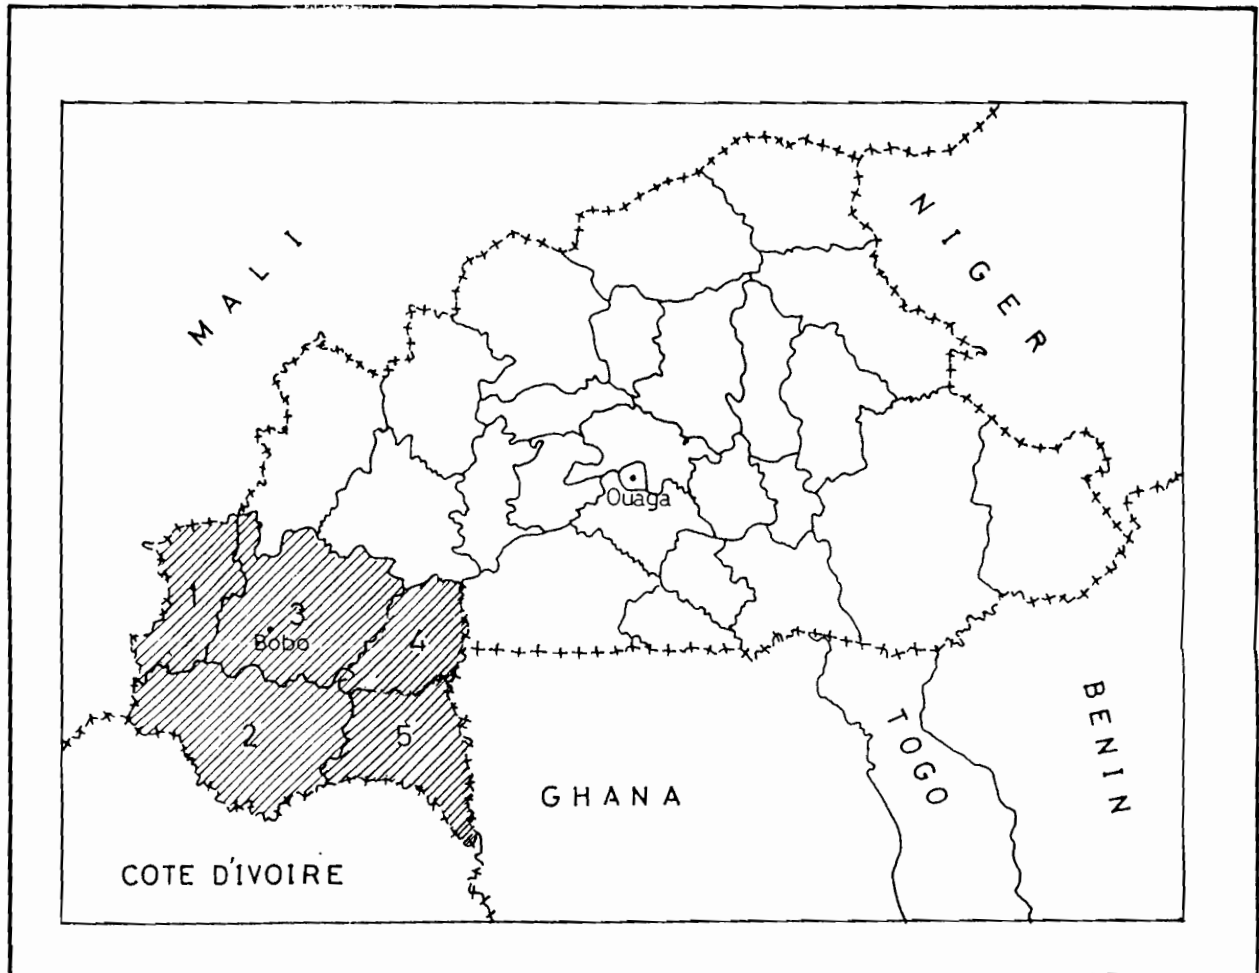 MALI
NIGER
Ouaga
1
3
Bobo
4
2
5
BENIN
TOGO
GHANA
COTE D'IVOIRE